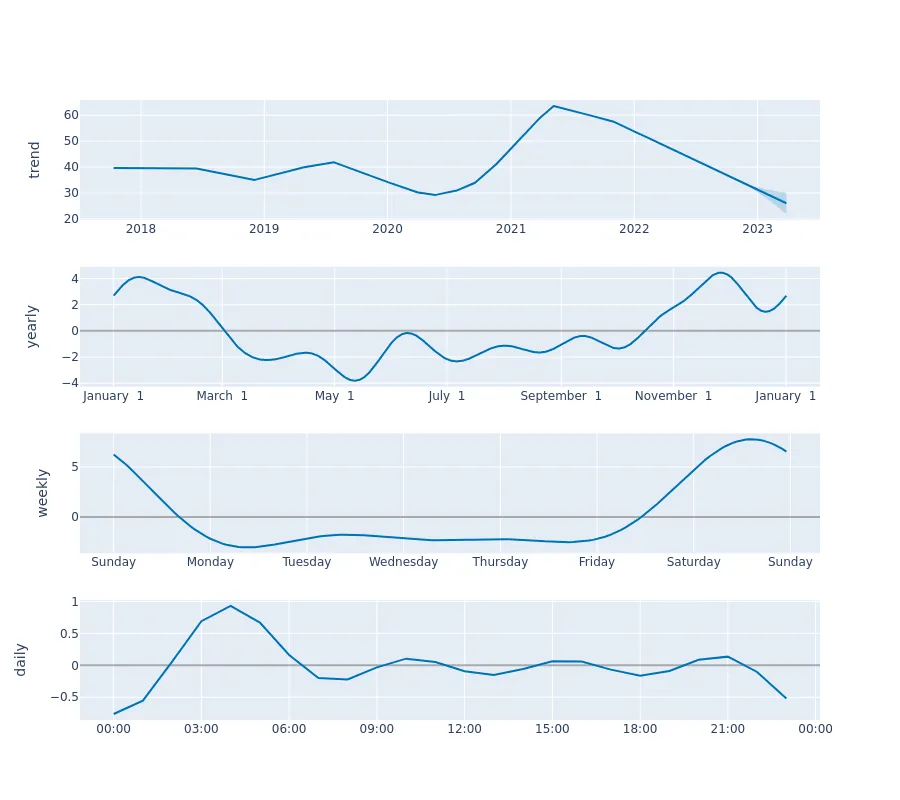 trend
60
50
40
30
20
2018 2019 2020 2021 2022 2023
yearly
4
2
0
−2
−4
January 1 March 1 May 1 July 1 September 1 November 1 January 1
weekly
5
0
Sunday Monday Tuesday Wednesday Thursday Friday Saturday Sunday
daily
1
0.5
0
−0.5
00:00 03:00 06:00 09:00 12:00 15:00 18:00 21:00 00:00